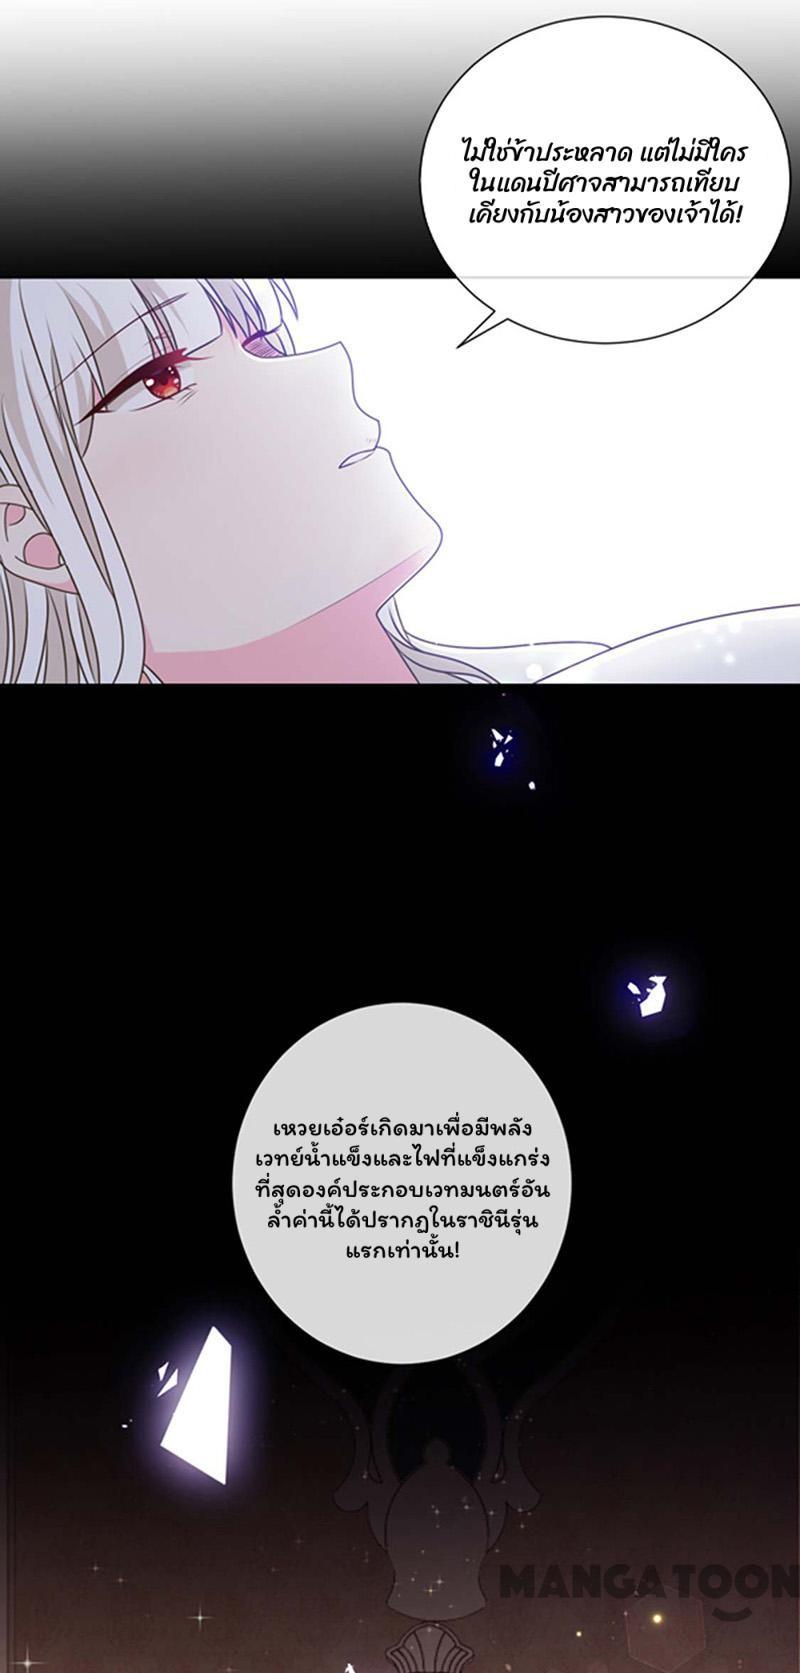 ไม่ใช่ข้าประหลาด แต่ไม่มีใคร
ในแดนปีศาจสามารถเทียบ
เคียงกับน้องสาวของเจ้าได้!
เหวยเอ๋อร์เกิดมาเพื่อมีพลัง
เวทย์น้ำแข็งและไฟที่แข็งแกร่ง
ที่สุดองค์ประกอบเวทมนตร์อัน
ล้ำค่านี้ได้ปรากฏในราชินีรุ่น
แรกเท่านั้น!
MANGATOON